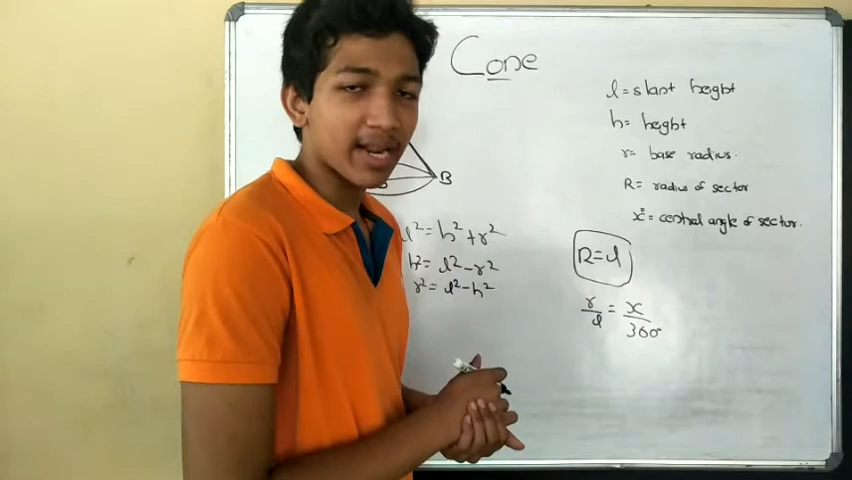 Cone
B
l² = h² + r²
h² = l² - r²
r² = l² - h²
l = slant height
h = height
r = base radius.
R = radius of sector
x° = central angle of sector.
R = l
r/l = x/360°